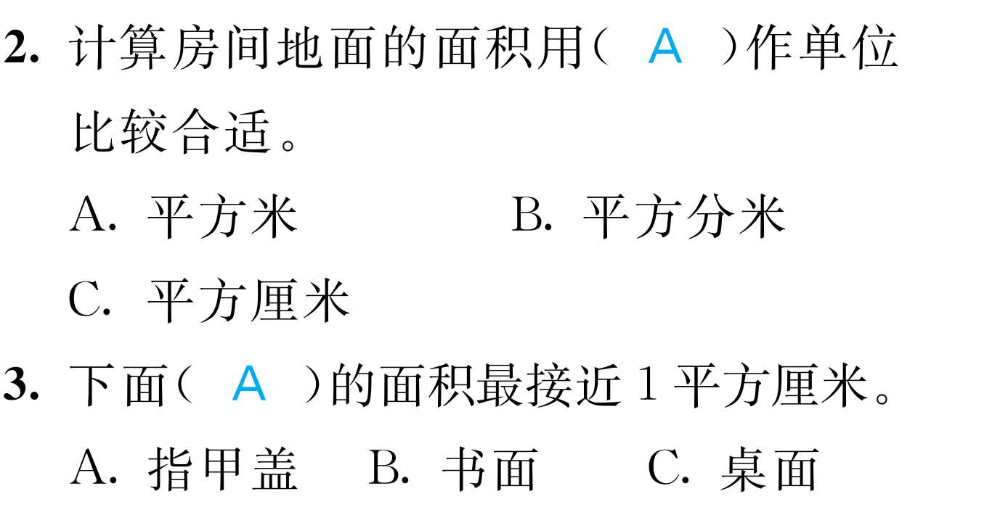 2. 计算房间地面的面积用( A )作单位
比较合适。
A. 平方米 B. 平方分米
C. 平方厘米
3. 下面( A )的面积最接近1平方厘米。
A. 指甲盖 B. 书面 C. 桌面